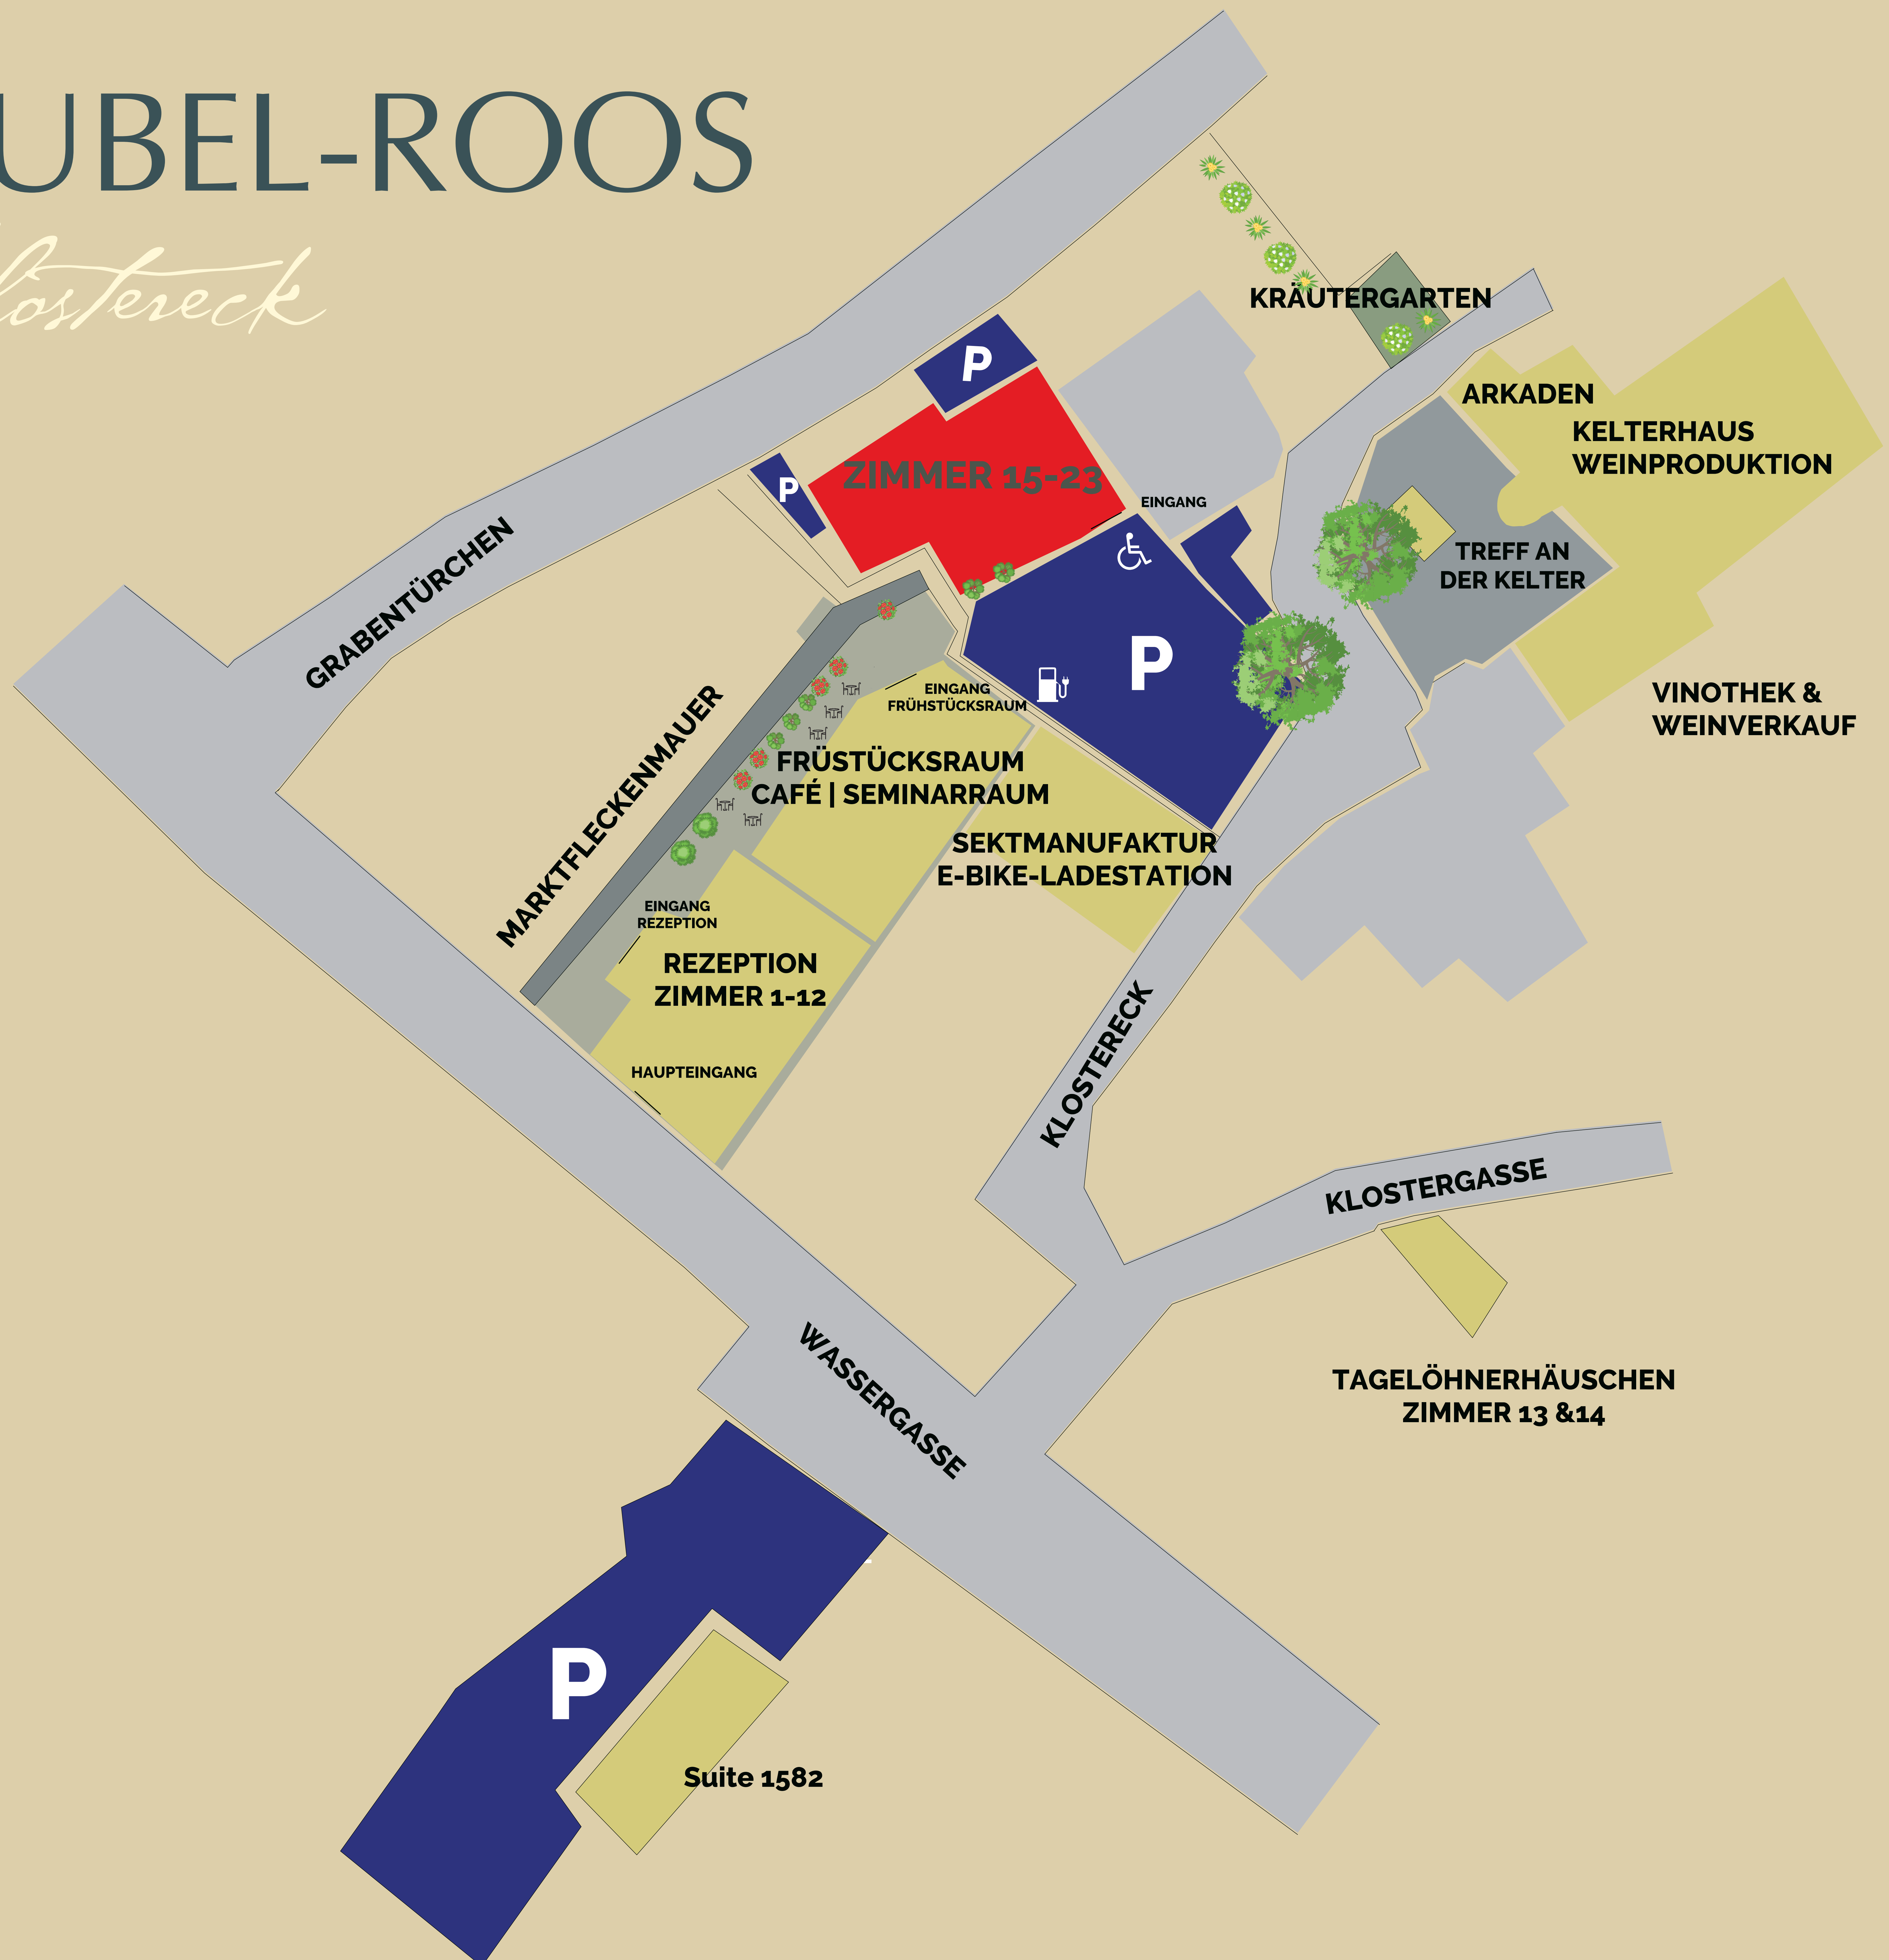 UBEL-ROOS
lostereck
KRÄUTERGARTEN
P
ARKADEN
KELTERHAUS
WEINPRODUKTION
ZIMMER 15-23
P
EINGANG
TREFF AN
DER KELTER
GRABENTÜRCHEN
P
EINGANG
FRÜHSTÜCKSRAUM
VINOTHEK &
WEINVERKAUF
MARKTFLECKENMAUER
FRÜSTÜCKSRAUM
CAFÉ | SEMINARRAUM
SEKTMANUFAKTUR
E-BIKE-LADESTATION
EINGANG
REZEPTION
REZEPTION
ZIMMER 1-12
HAUPTEINGANG
KLOSTERECK
KLOSTERGASSE
WASSERGASSE
TAGELÖHNERHÄUSCHEN
ZIMMER 13 &14
P
Suite 1582